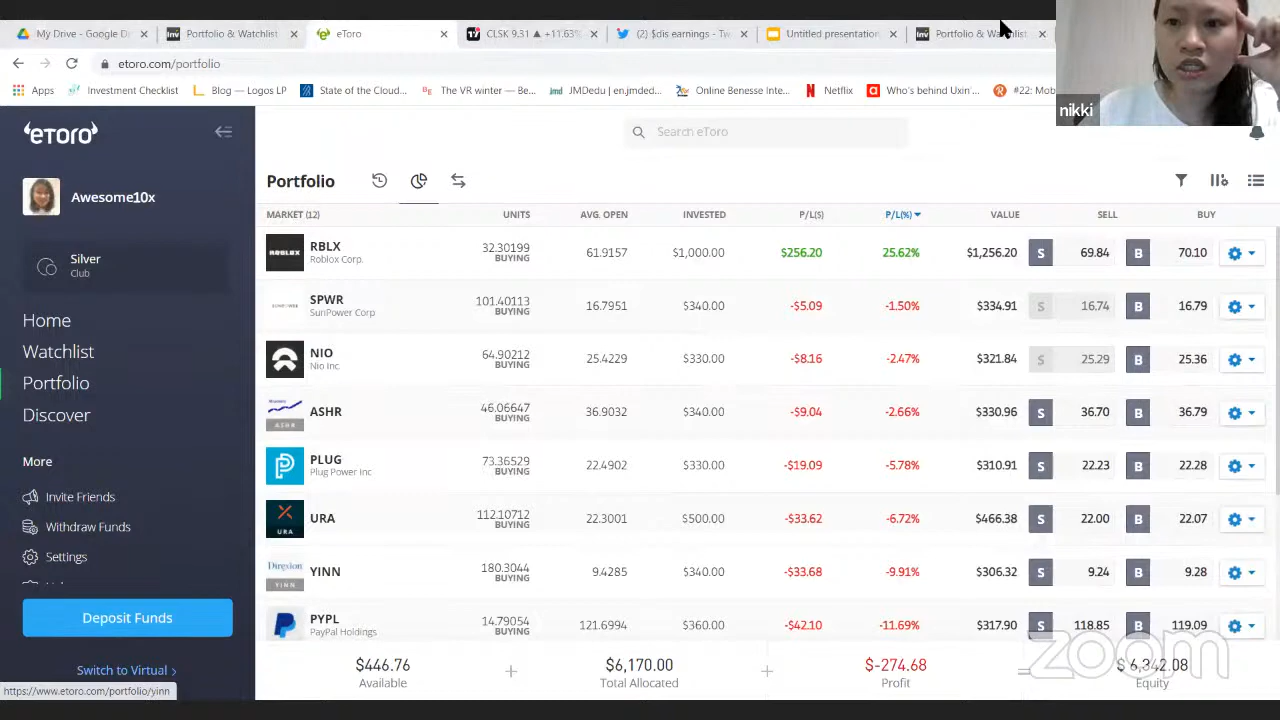 My Drive - Google D
Portfolio & Watchlist
eToro
CLSK 9.31 ▲ +11.63%
(2) $dis earnings - Tw
Untitled presentation
Portfolio & Watchlist
etoro.com/portfolio
Apps
Investment Checklist
Blog — Logos LP
State of the Cloud...
The VR winter — Be...
JMDedu | en.jmded...
Online Benesse Inte...
Netflix
Who's behind Uxin'...
#22: Mob
nikki
eToro
Search eToro
Awesome10x
Silver
Club
Home
Watchlist
Portfolio
Discover
More
Invite Friends
Withdraw Funds
Settings
Deposit Funds
Switch to Virtual >
https://www.etoro.com/portfolio/yinn
Portfolio
MARKET (12) UNITS AVG. OPEN INVESTED P/L($) P/L(%) VALUE SELL BUY
ROBLOX RBLX 32.30199 61.9157 $1,000.00 $256.20 25.62% $1,256.20 S 69.84 B 70.10
Roblox Corp. BUYING
SUNPOWER SPWR 101.40113 16.7951 $340.00 -$5.09 -1.50% $334.91 S 16.74 B 16.79
SunPower Corp BUYING
NIO 64.90212 25.4229 $330.00 -$8.16 -2.47% $321.84 S 25.29 B 25.36
Nio Inc. BUYING
ASHR 46.06647 36.9032 $340.00 -$9.04 -2.66% $330.96 S 36.70 B 36.79
ASHR BUYING
PLUG 73.36529 22.4902 $330.00 -$19.09 -5.78% $310.91 S 22.23 B 22.28
Plug Power Inc BUYING
URA 112.10712 22.3001 $500.00 -$33.62 -6.72% $466.38 S 22.00 B 22.07
URA BUYING
Direxion YINN 180.3044 9.4285 $340.00 -$33.68 -9.91% $306.32 S 9.24 B 9.28
YINN BUYING
PYPL 14.79054 121.6994 $360.00 -$42.10 -11.69% $317.90 S 118.85 B 119.09
PayPal Holdings BUYING
$446.76 + $6,170.00 + $-274.68 = $6,342.08
Available Total Allocated Profit Equity
zoom